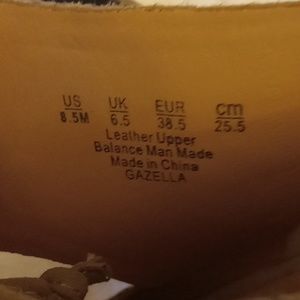 US UK EUR cm
8.5M 6.5 38.5 25.5
Leather Upper
Balance Man Made
Made in China
GAZELLA